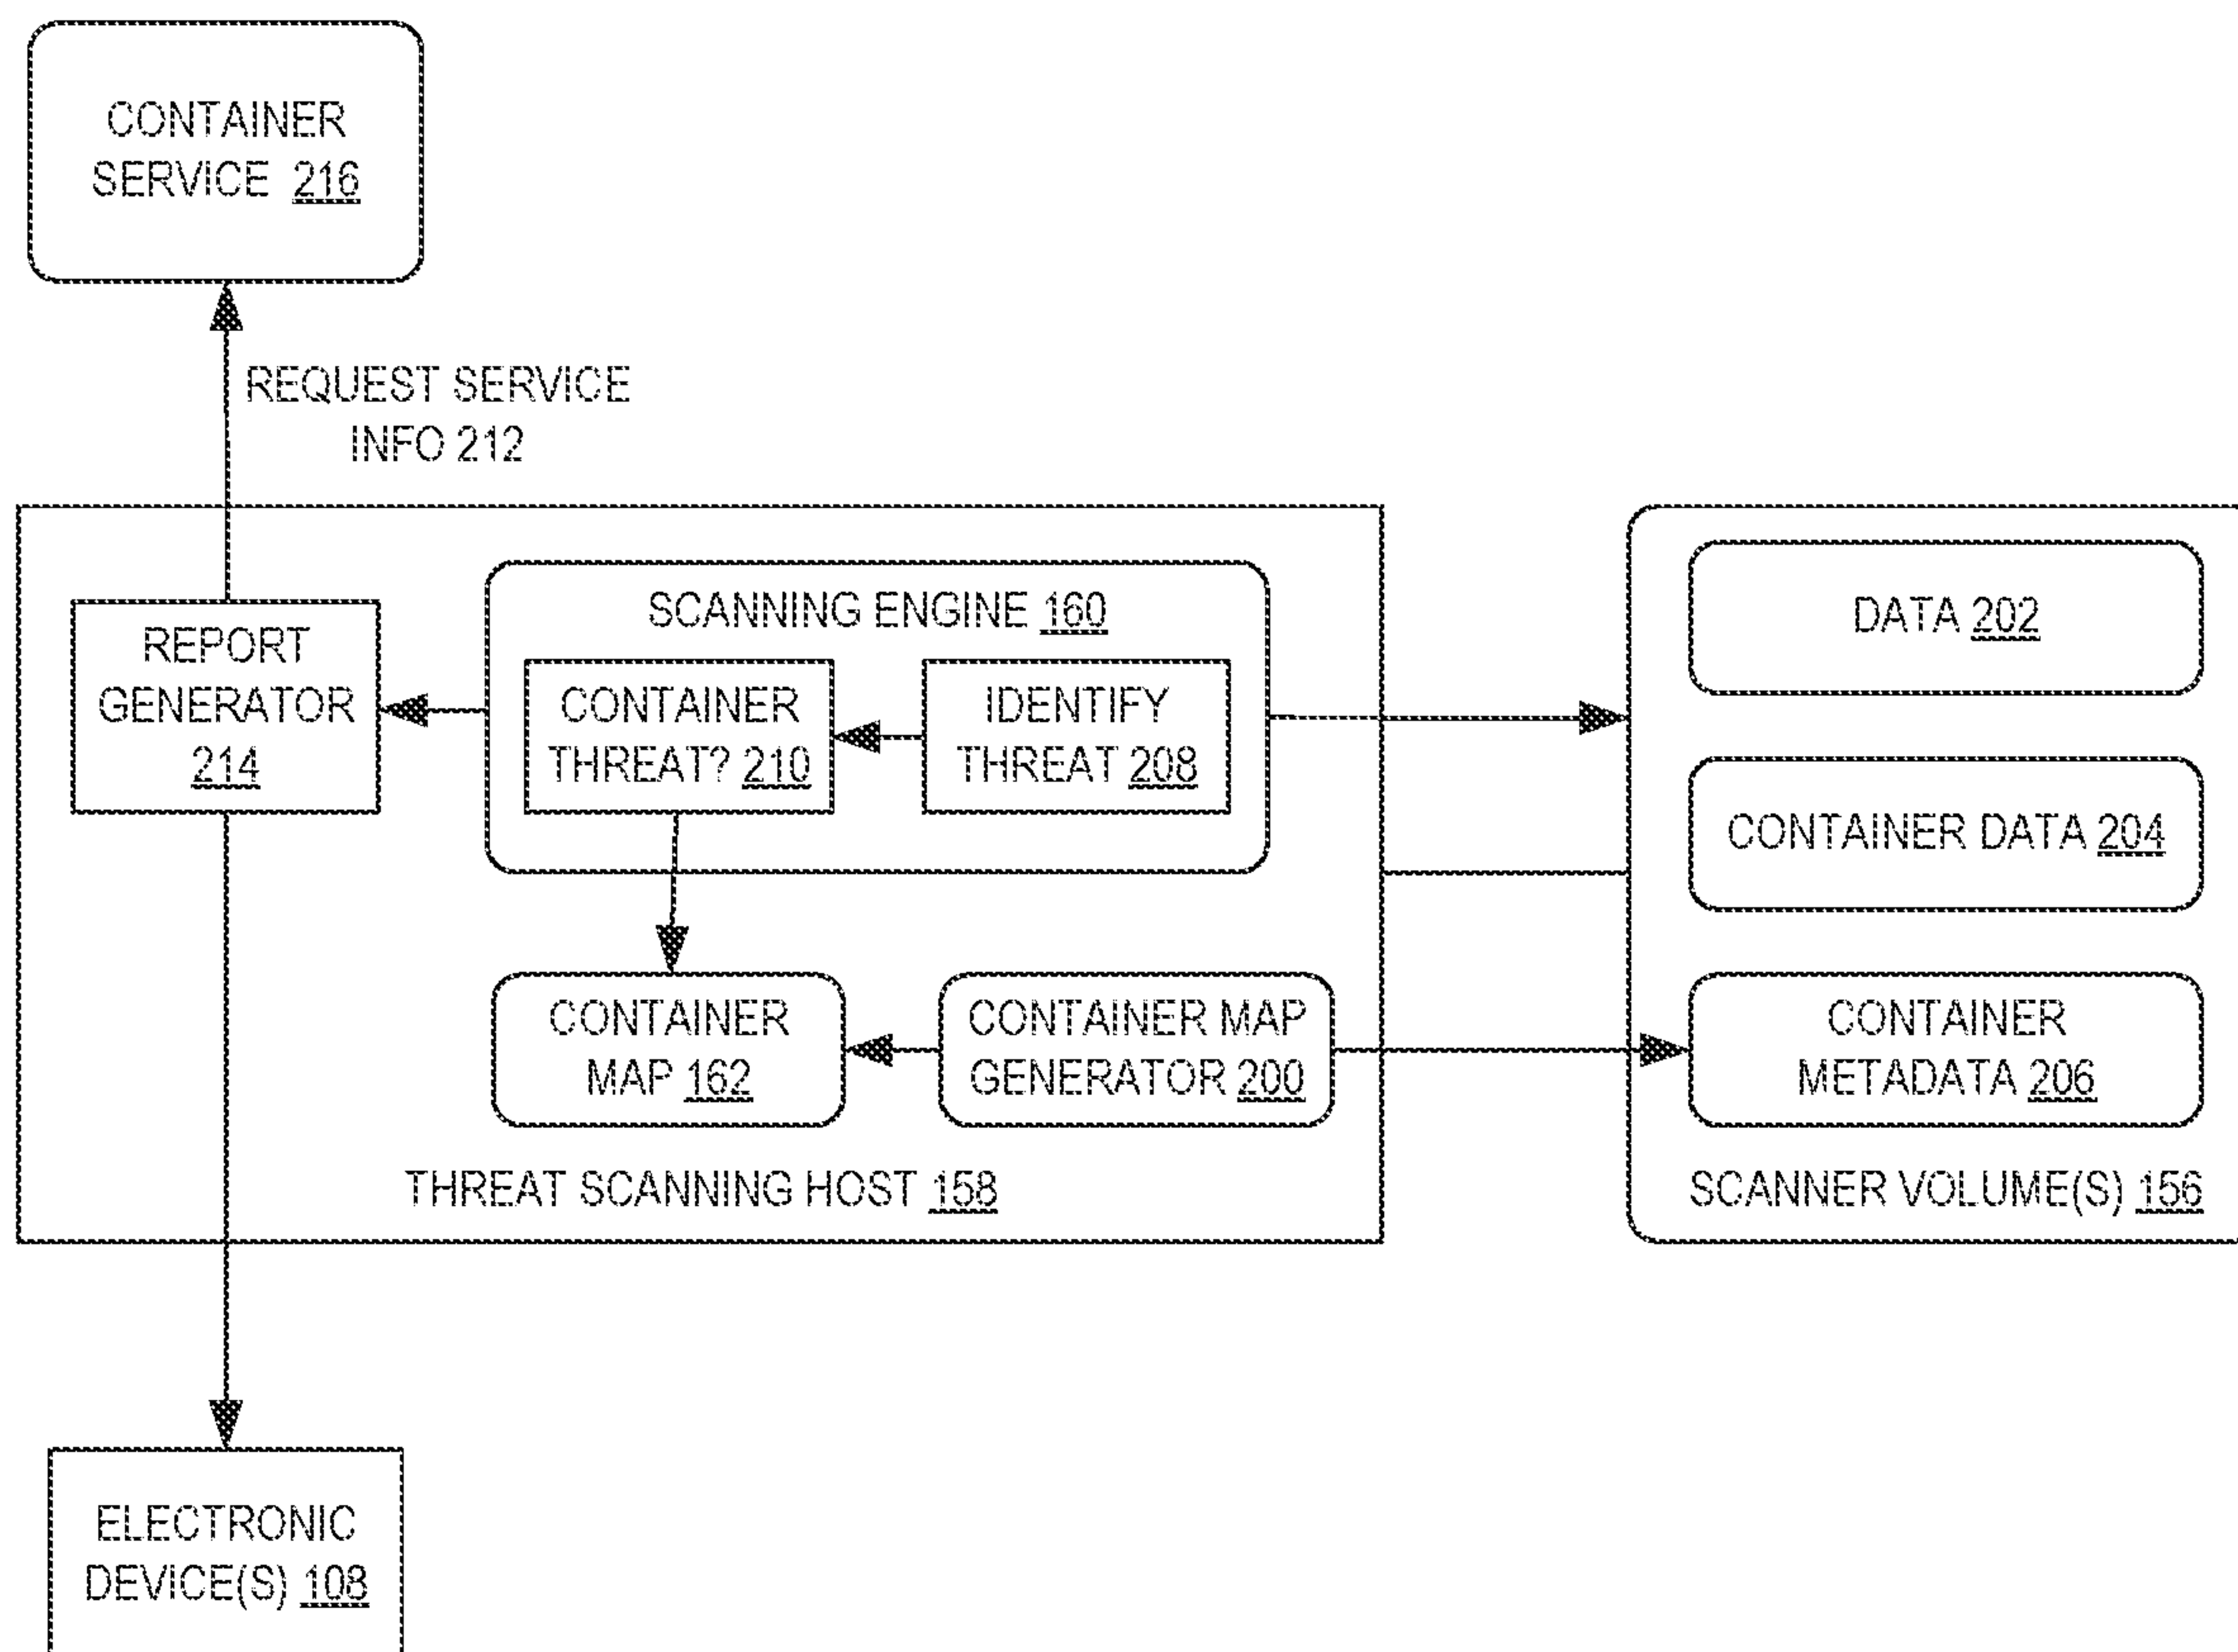 CONTAINER
SERVICE 216
REQUEST SERVICE
INFO 212
REPORT
GENERATOR
214
SCANNING ENGINE 160
CONTAINER
THREAT? 210
IDENTIFY
THREAT 208
CONTAINER
MAP 162
CONTAINER MAP
GENERATOR 200
THREAT SCANNING HOST 158
DATA 202
CONTAINER DATA 204
CONTAINER
METADATA 206
SCANNER VOLUME(S) 156
ELECTRONIC
DEVICE(S) 108